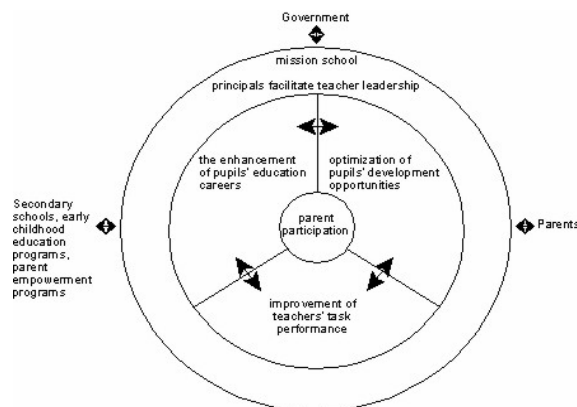 Government
mission school
principals facilitate teacher leadership
the enhancement
of pupils' education
careers
optimization of
pupils' development
opportunities
Secondary
schools, early
childhood
education
programs,
parent
empowerment
programs
parent
participation
Parents
improvement of
teachers' task
performance